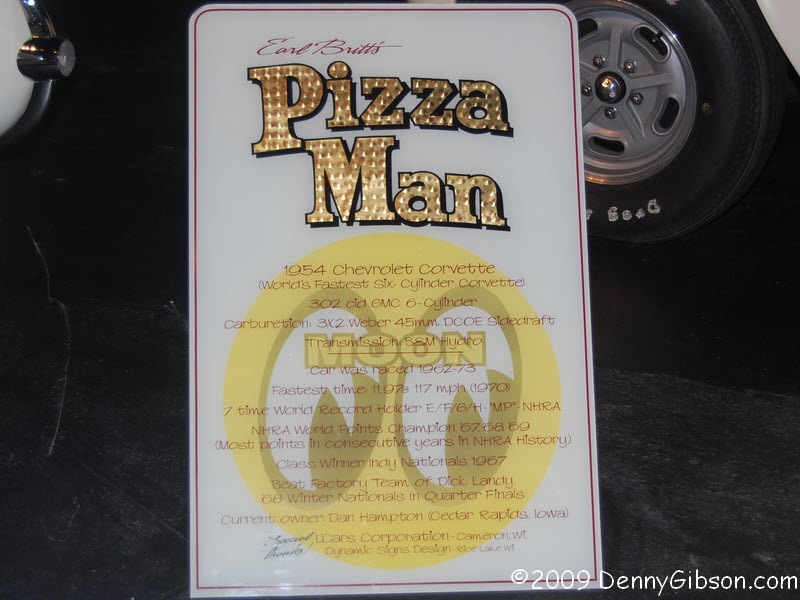 Earl Britt's
Pizza
Man
1954 Chevrolet Corvette
(World's Fastest Six Cylinder Corvette)
302 cid GMC 6-Cylinder
Carburetion: 3X2 Weber 45mm DCOE Sidedraft
Transmission: B&M Hydro
MOON
Car was raced 1962-73
Fastest time: 11.97@ 117 mph (1970)
7 time World Record Holder E/F/G/H-"MP"-NHRA
NHRA World Points Champion '67,'68,'69
(Most points in consecutive years in NHRA History)
Class Winner Indy Nationals 1967
Beat Factory Team of Dick Landy
'68 Winter Nationals In Quarter Finals
Current owner: Dan Hampton (Cedar Rapids, Iowa)
Special Thanks! L'Cars Corporation - Cameron, WI.
Dynamic Signs Design - Rice Lake, WI
©2009 DennyGibson.com